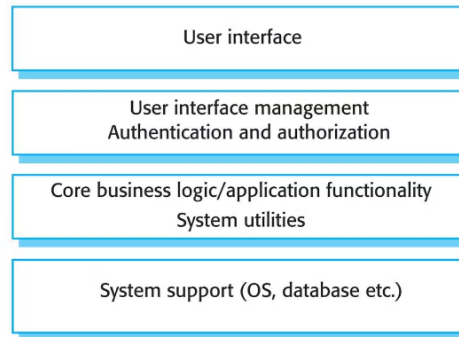 User interface
User interface management
Authentication and authorization
Core business logic/application functionality
System utilities
System support (OS, database etc.)